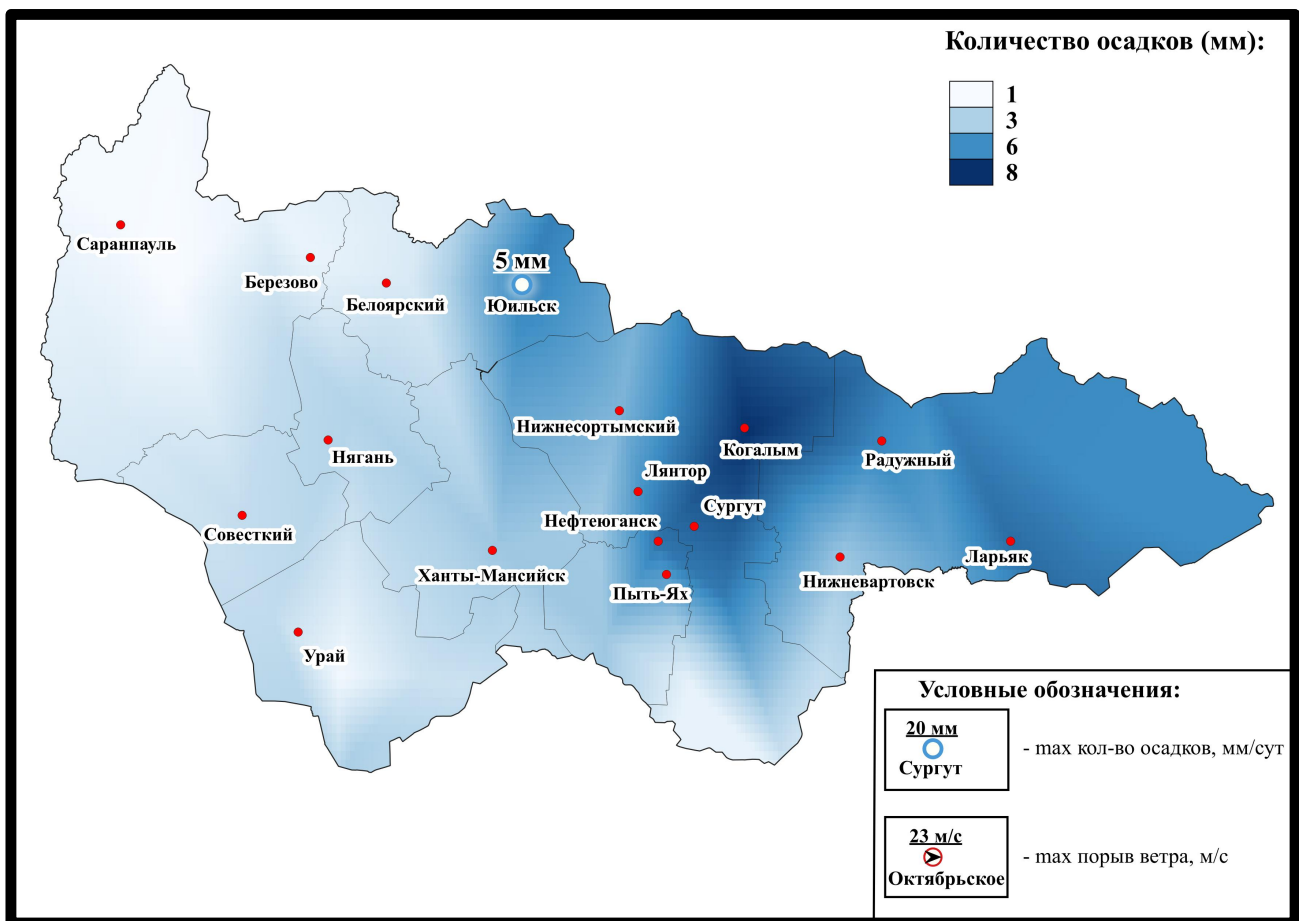 Количество осадков (мм):
1
3
6
8
Саранпауль
Березово
Белоярский
5 мм
Юильск
Нижнесортымский
Когалым
Радужный
Нягань
Лянтор
Сургут
Нефтеюганск
Совесткий
Ханты-Мансийск
Пыть-Ях
Нижневартовск
Ларьяк
Урай
Условные обозначения:
20 мм
Сургут
- max кол-во осадков, мм/сут
23 м/с
Октябрьское
- max порыв ветра, м/с